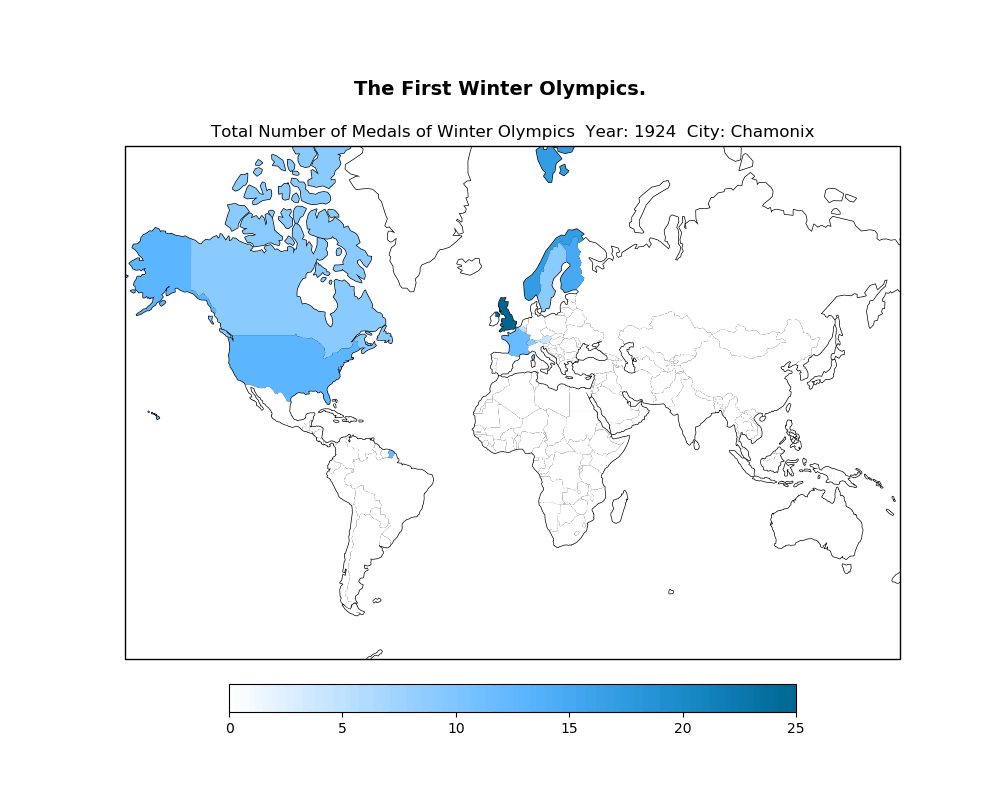 The First Winter Olympics.
Total Number of Medals of Winter Olympics  Year: 1924  City: Chamonix
0 5 10 15 20 25